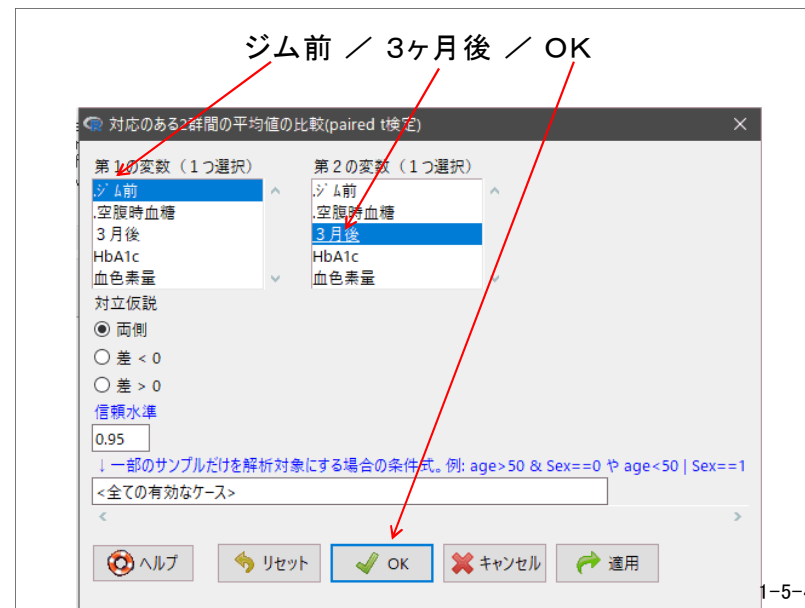 ジム前 ／ 3ヶ月後 ／ OK
対応のある2群間の平均値の比較(paired t検定)
第１の変数（１つ選択）
.ジム前
.空腹時血糖
３月後
HbA1c
血色素量
第２の変数（１つ選択）
.ジム前
.空腹時血糖
３月後
HbA1c
血色素量
対立仮説
両側
差 < 0
差 > 0
信頼水準
0.95
↓一部のサンプルだけを解析対象にする場合の条件式。例: age>50 & Sex==0 や age<50 | Sex==1
<全ての有効なケース>
ヘルプ
リセット
OK
キャンセル
適用
1-5-